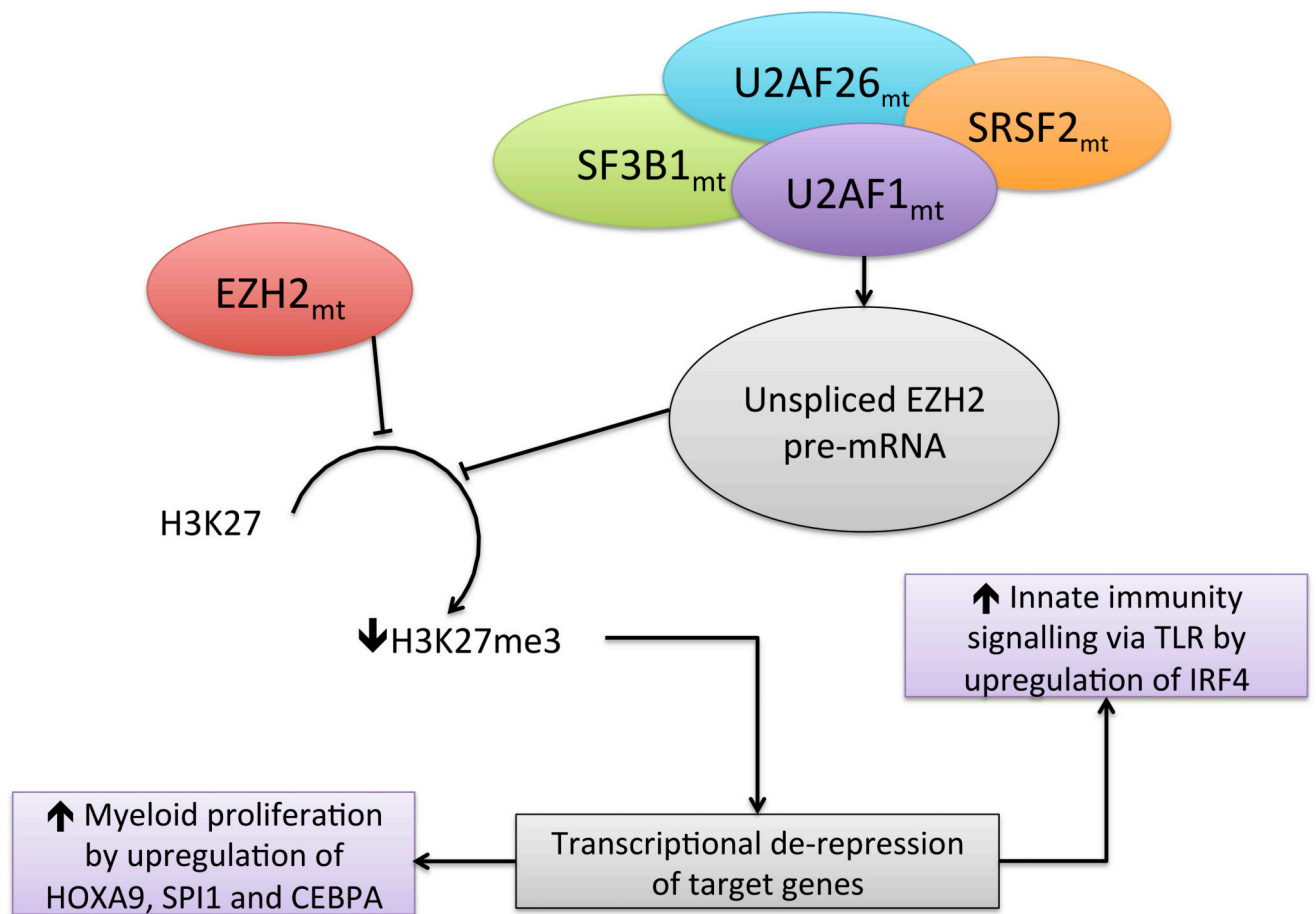 U2AF26mt
SRSF2mt
SF3B1mt
U2AF1mt
EZH2mt
Unspliced EZH2
pre-mRNA
H3K27
🡇H3K27me3
🡅 Innate immunity
signalling via TLR by
upregulation of IRF4
🡅 Myeloid proliferation
by upregulation of
HOXA9, SPI1 and CEBPA
Transcriptional de-repression
of target genes